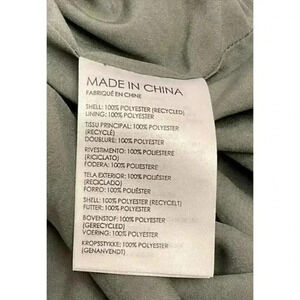 MADE IN CHINA
FABRIQUÉ EN CHINE
SHELL: 100% POLYESTER (RECYCLED)
LINING: 100% POLYESTER
TISSU PRINCIPAL: 100% POLYESTER
(RECYCLÉ)
DOUBLURE: 100% POLYESTER
RIVESTIMENTO: 100% POLIESTERE
(RICICLATO)
FODERA: 100% POLIESTERE
TELA EXTERIOR: 100% POLIÉSTER
(RECICLADO)
FORRO: 100% POLIÉSTER
SHELL: 100% POLYESTER (RECYCELT)
FUTTER: 100% POLYESTER
BOVENSTOF: 100% POLYESTER
(GERECYCLED)
VOERING: 100% POLYESTER
KROPSSTYKKE: 100% POLYESTER
(GENANVENDT)